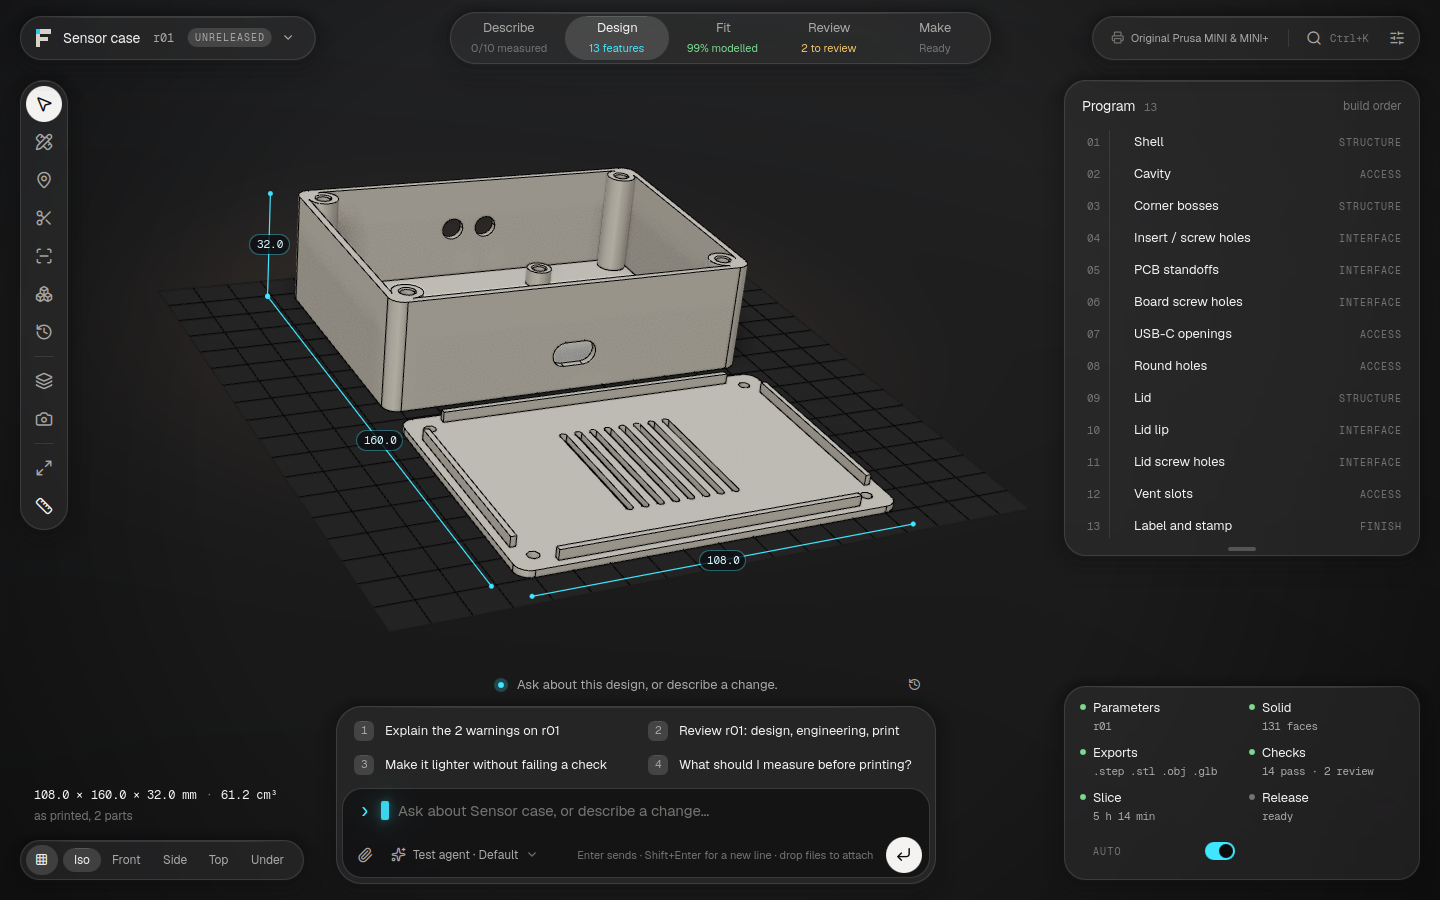 Sensor case r01 UNRELEASED
Describe
0/10 measured
Design
13 features
Fit
99% modelled
Review
2 to review
Make
Ready
Original Prusa MINI & MINI+
Ctrl+K
Program 13 build order
01 Shell STRUCTURE
02 Cavity ACCESS
03 Corner bosses STRUCTURE
04 Insert / screw holes INTERFACE
05 PCB standoffs INTERFACE
06 Board screw holes INTERFACE
07 USB-C openings ACCESS
08 Round holes ACCESS
09 Lid STRUCTURE
10 Lid lip INTERFACE
11 Lid screw holes INTERFACE
12 Vent slots ACCESS
13 Label and stamp FINISH
32.0
160.0
108.0
Ask about this design, or describe a change.
1 Explain the 2 warnings on r01
2 Review r01: design, engineering, print
3 Make it lighter without failing a check
4 What should I measure before printing?
› Ask about Sensor case, or describe a change...
Test agent · Default
Enter sends · Shift+Enter for a new line · drop files to attach
108.0 × 160.0 × 32.0 mm · 61.2 cm³
as printed, 2 parts
Iso Front Side Top Under
Parameters
r01
Solid
131 faces
Exports
.step .stl .obj .glb
Checks
14 pass · 2 review
Slice
5 h 14 min
Release
ready
AUTO